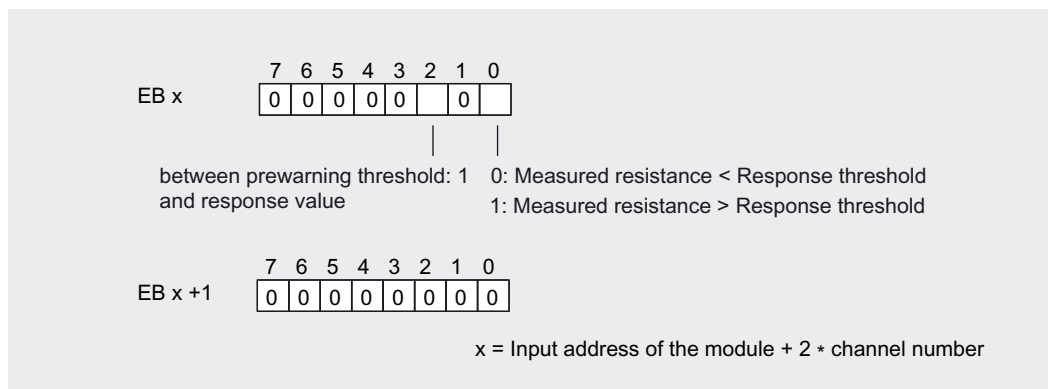 7 6 5 4 3 2 1 0
EB x 0 0 0 0 0 0
between prewarning threshold: 1 0: Measured resistance < Response threshold
and response value 1: Measured resistance > Response threshold
7 6 5 4 3 2 1 0
EB x +1 0 0 0 0 0 0 0 0
x = Input address of the module + 2 * channel number